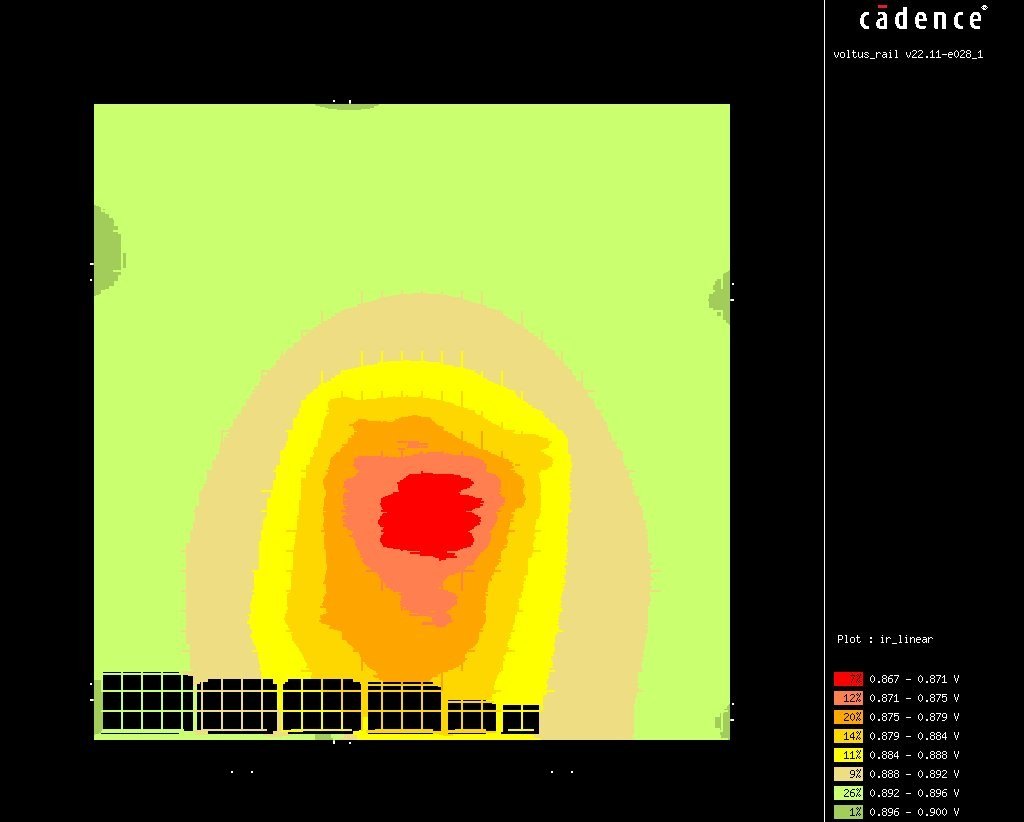 cādence®
voltus_rail v22.11-e028_1
Plot : ir_linear
0.867 - 0.871 V
12% 0.871 - 0.875 V
20% 0.875 - 0.879 V
14% 0.879 - 0.884 V
11% 0.884 - 0.888 V
9% 0.888 - 0.892 V
26% 0.892 - 0.896 V
1% 0.896 - 0.900 V